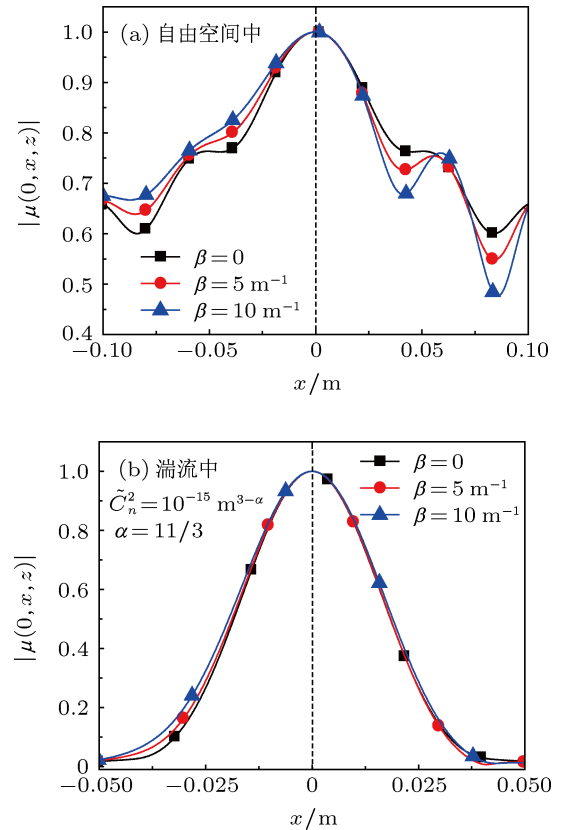 (a) 自由空间中
1.0
0.9
0.8
0.7
0.6
0.5
0.4
|μ(0, x, z)|
β = 0
β = 5 m⁻¹
β = 10 m⁻¹
−0.10 −0.05 0 0.05 0.10
x/m
(b) 湍流中
C̃ₙ² = 10⁻¹⁵ m³⁻ᵅ
α = 11/3
β = 0
β = 5 m⁻¹
β = 10 m⁻¹
1.0
0.8
0.6
0.4
0.2
0
|μ(0, x, z)|
−0.050 −0.025 0 0.025 0.050
x/m